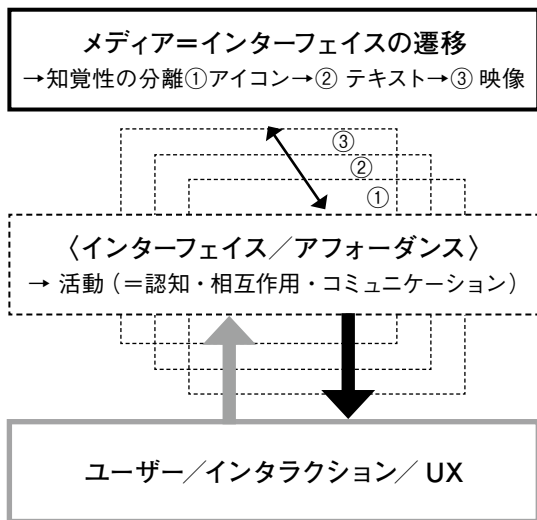 メディア＝インターフェイスの遷移
→知覚性の分離①アイコン→② テキスト→③ 映像
③
②
①
〈インターフェイス／アフォーダンス〉
→ 活動（＝認知・相互作用・コミュニケーション）
ユーザー／インタラクション／ UX